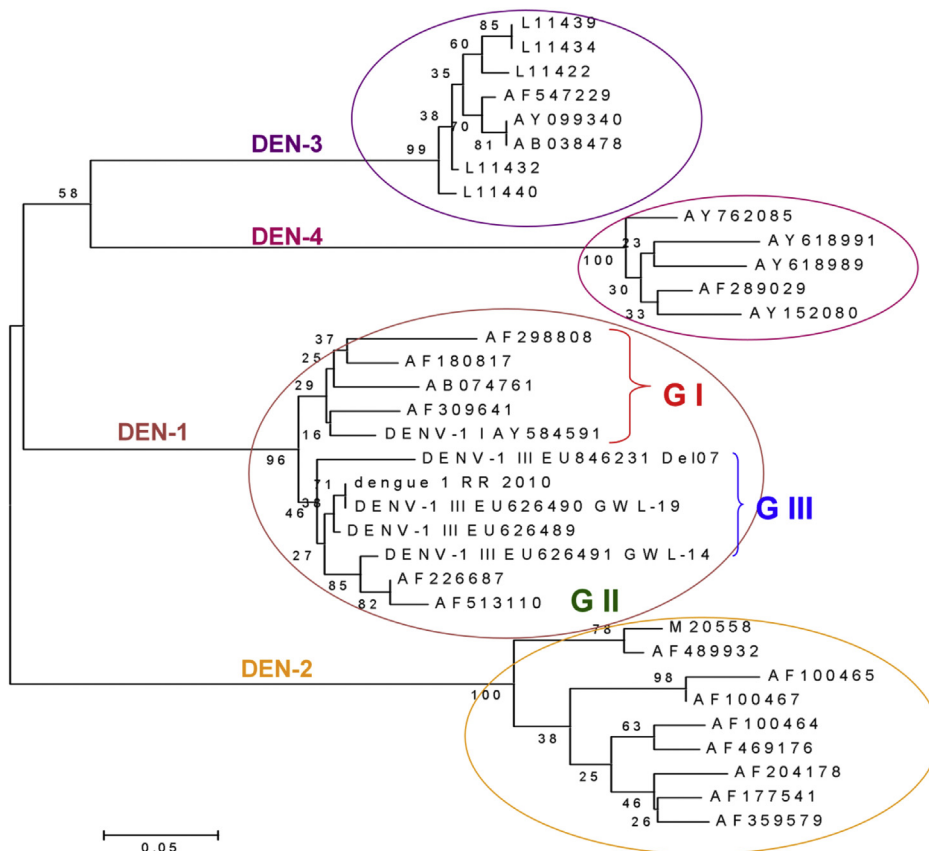 85
L11439
L11434
60
L11422
35
AF547229
38
70
AY099340
81
AB038478
DEN-3
99
L11432
L11440
58
AY762085
DEN-4
23
AY618991
100
AY618989
30
AF289029
33
AY152080
37
AF298808
25
AF180817
29
AB074761
G I
AF309641
DEN-1
16
DENV-1 I AY584591
96
DENV-1 III EU846231 Del07
71
dengue 1 RR 2010
46
DENV-1 III EU626490 GWL-19
G III
DENV-1 III EU626489
27
DENV-1 III EU626491 GWL-14
85
AF226687
82
AF513110
G II
78
M20558
AF489932
DEN-2
98
AF100465
100
AF100467
63
AF100464
38
AF469176
25
AF204178
46
AF177541
26
AF359579
0.05